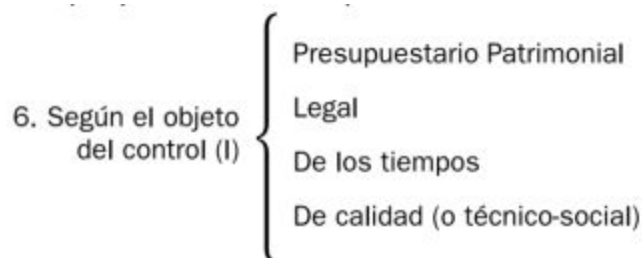 6. Según el objeto
del control (I)
Presupuestario Patrimonial
Legal
De los tiempos
De calidad (o técnico-social)